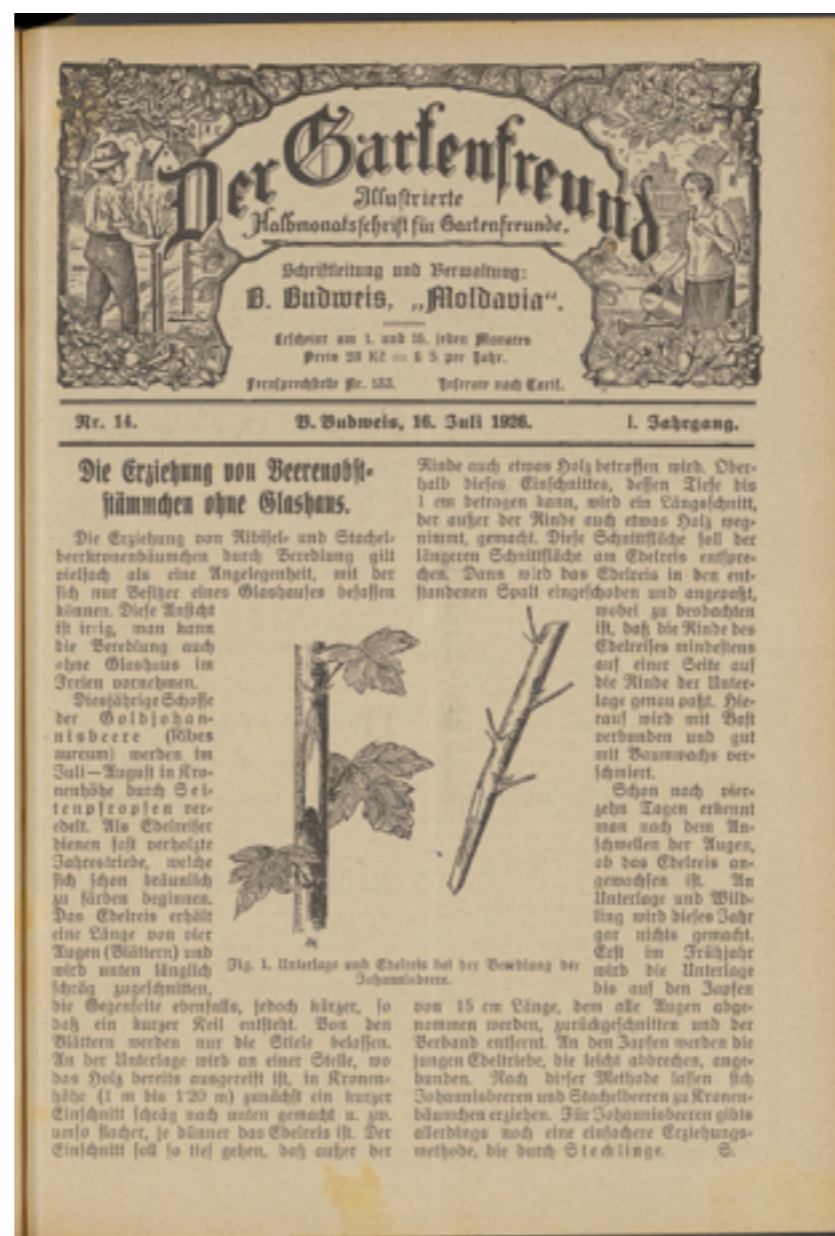 Der Gartenfreund
Illustrierte
Halbmonatsschrift für Gartenfreunde.
Schriftleitung und Verwaltung:
B. Budweis, „Moldavia“.
Erscheint am 1. und 15. jeden Monates
Preis 28 Kč = 6 S per Jahr.
Fernsprechstelle Nr. 133. Inserate nach Tarif.
Nr. 14. B. Budweis, 16. Juli 1926. I. Jahrgang.
Die Erziehung von Beerenobst-
stämmchen ohne Glashaus.
Die Erziehung von Ribisel- und Stachel-
beerkronenbäumchen durch Veredlung gilt
vielfach als eine Angelegenheit, mit der
sich nur Besitzer eines Glashauses befassen
können. Diese Ansicht
ist irrig, man kann
die Veredlung auch
ohne Glashaus im
Freien vornehmen.
Diesjährige Schosse
der Goldjohan-
nisbeere (Ribes
aureum) werden im
Juli—August in Kro-
nenhöhe durch Sei-
tenpfropfen ver-
edelt. Als Edelreiser
dienen fast verholzte
Jahrestriebe, welche
sich schon bräunlich
zu färben beginnen.
Das Edelreis erhält
eine Länge von vier
Augen (Blättern) und
wird unten länglich
schräg zugeschnitten,
die Gegenseite ebenfalls, jedoch kürzer, so
daß ein kurzer Keil entsteht. Von den
Blättern werden nur die Stiele belassen.
An der Unterlage wird an einer Stelle, wo
das Holz bereits ausgereift ist, in Kronen-
höhe (1 m bis 1·20 m) zunächst ein kurzer
Einschnitt schräg nach unten gemacht u. zw.
umso flacher, je dünner das Edelreis ist. Der
Einschnitt soll so tief gehen, daß außer der
Rinde auch etwas Holz betroffen wird. Ober-
halb dieses Einschnittes, dessen Tiefe bis
1 cm betragen kann, wird ein Längsschnitt,
der außer der Rinde auch etwas Holz weg-
nimmt, gemacht. Diese Schnittfläche soll der
längeren Schnittfläche am Edelreis entspre-
chen. Dann wird das Edelreis in den ent-
standenen Spalt eingeschoben und angepaßt,
wobei zu beobachten
ist, daß die Rinde des
Edelreises mindestens
auf einer Seite auf
die Rinde der Unter-
lage genau paßt. Hie-
rauf wird mit Bast
verbunden und gut
mit Baumwachs ver-
schmiert.
Schon nach vier-
zehn Tagen erkennt
man nach dem An-
schwellen der Augen,
ob das Edelreis an-
gewachsen ist. An
Unterlage und Wild-
ling wird dieses Jahr
gar nichts gemacht.
Erst im Frühjahr
wird die Unterlage
bis auf den Zapfen
von 15 cm Länge, dem alle Augen abge-
nommen werden, zurückgeschnitten und der
Verband entfernt. An den Zapfen werden die
jungen Edeltriebe, die leicht abbrechen, ange-
bunden. Nach dieser Methode lassen sich
Johannisbeeren und Stachelbeeren zu Kronen-
bäumchen erziehen. Für Johannisbeeren gibts
allerdings noch eine einfachere Erziehungs-
methode, die durch Stecklinge. S.
Fig. 1. Unterlage und Edelreis bei der Veredlung der
Johannisbeere.